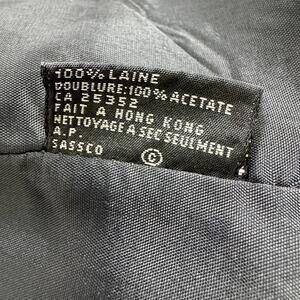 100% LAINE
DOUBLURE:100% ACETATE
CA 25352
FAIT A HONG KONG
NETTOYAGE A SEC SEULMENT
A.P.
SASSCO ©